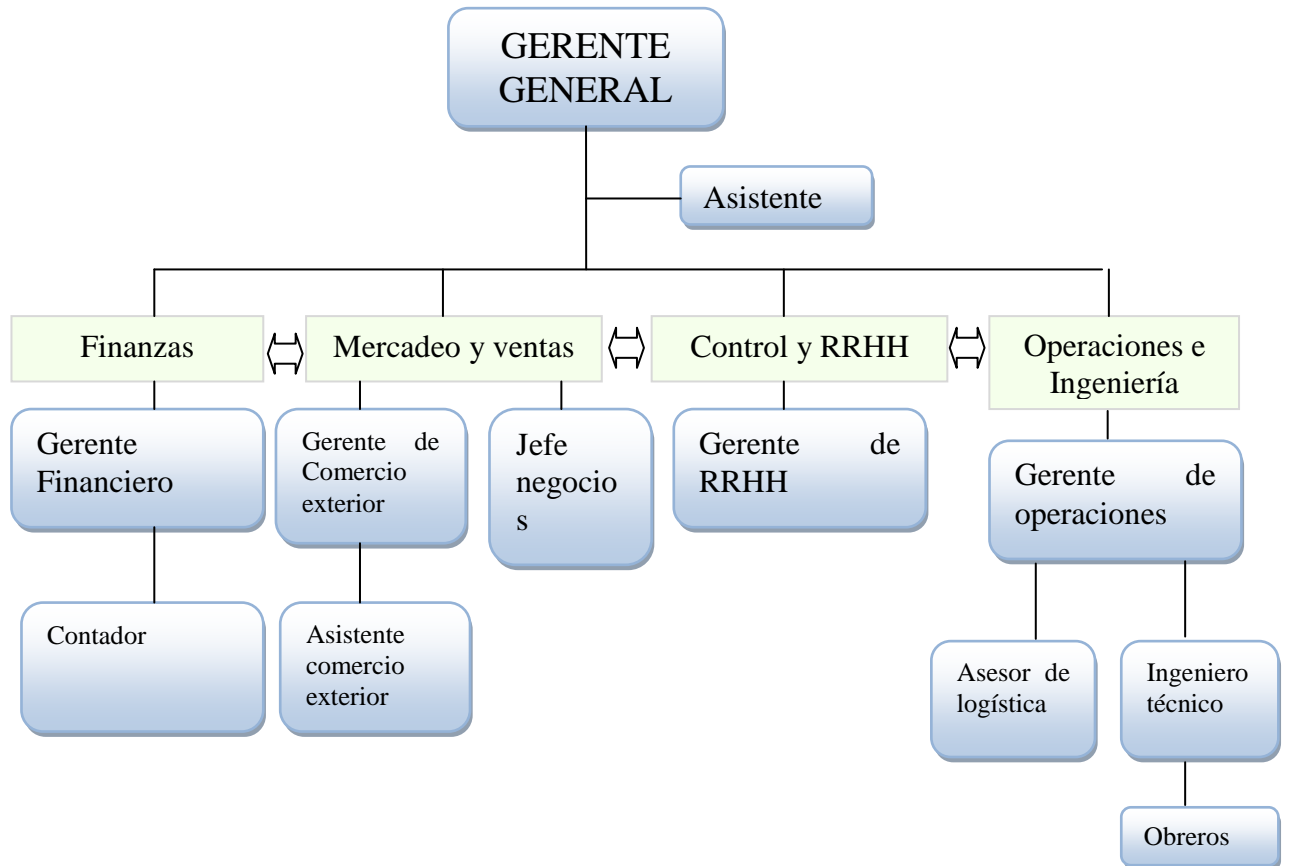 GERENTE
GENERAL
Asistente
Finanzas
Mercadeo y ventas
Control y RRHH
Operaciones e
Ingeniería
Gerente
Financiero
Gerente de
Comercio
exterior
Jefe
negocio
s
Gerente de
RRHH
Gerente de
operaciones
Contador
Asistente
comercio
exterior
Asesor de
logística
Ingeniero
técnico
Obreros